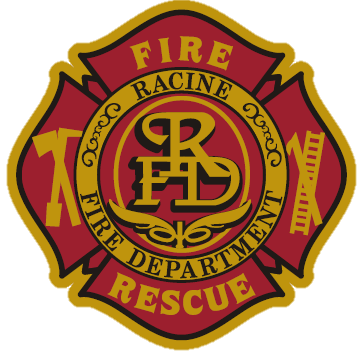 FIRE
RACINE
RFD
FIRE DEPARTMENT
RESCUE